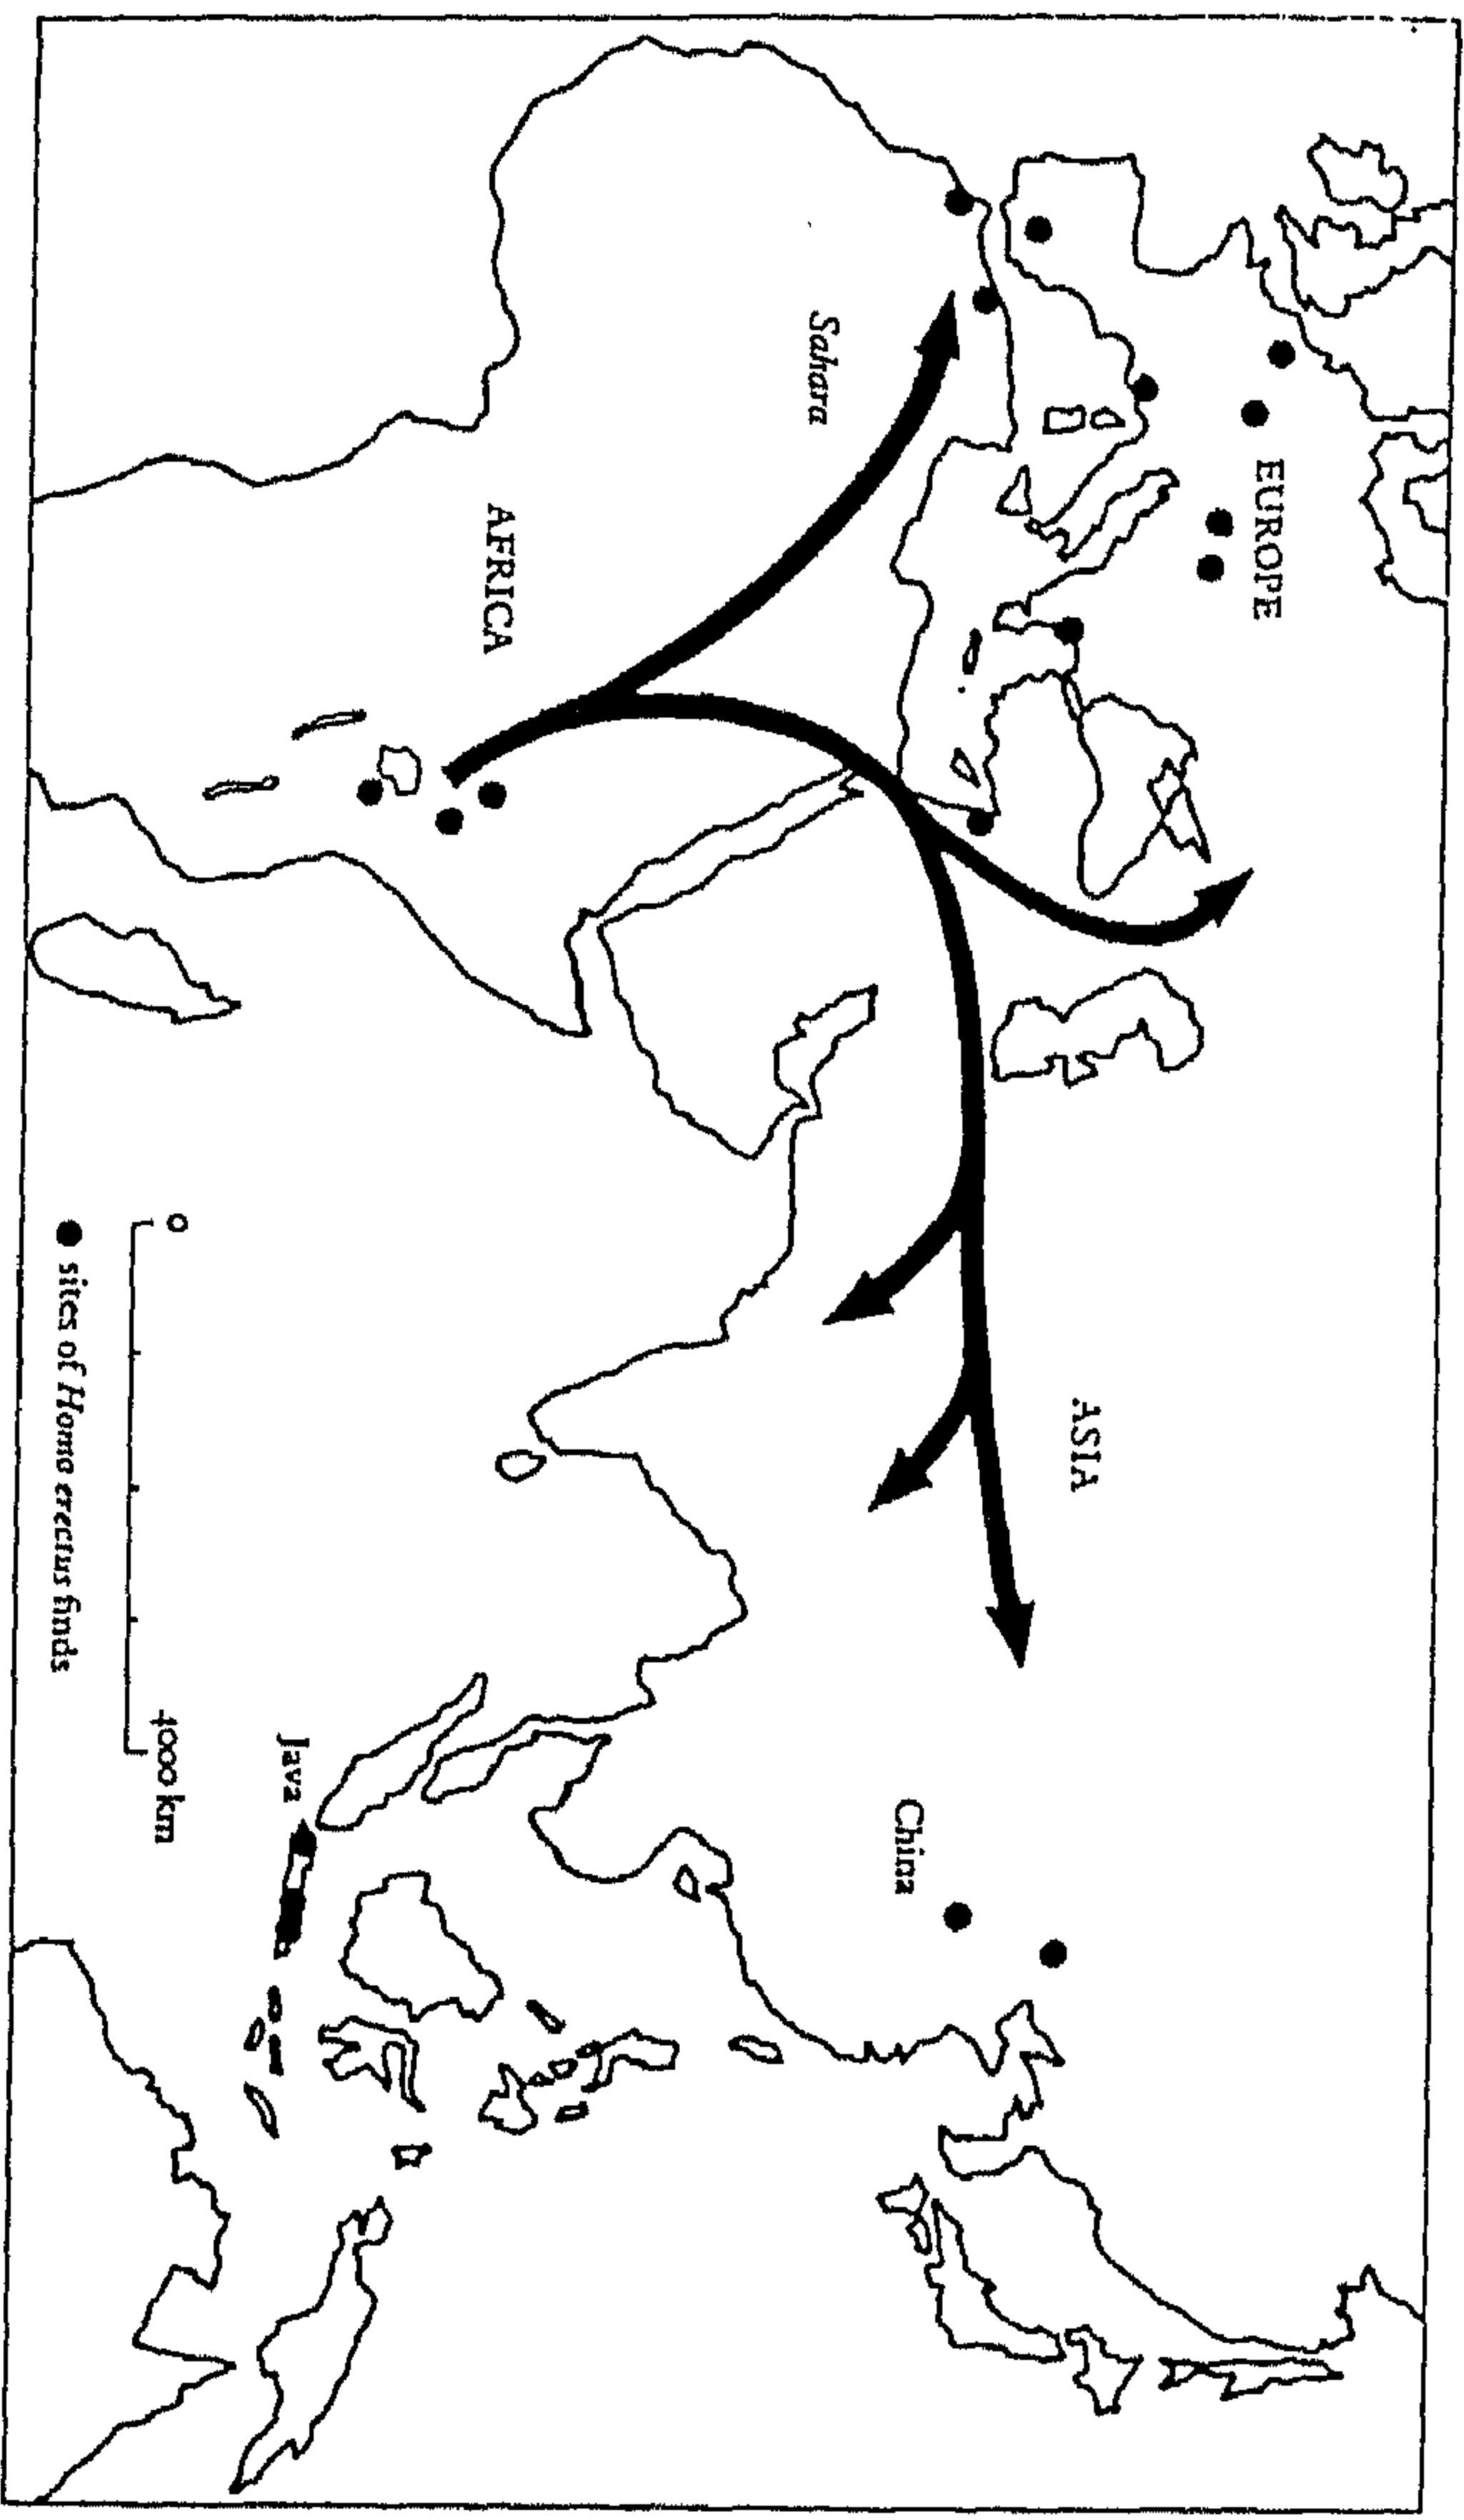 EUROPE
ASIA
China
Sahara
AFRICA
Java
0
4000 km
sites of Homo erectus finds